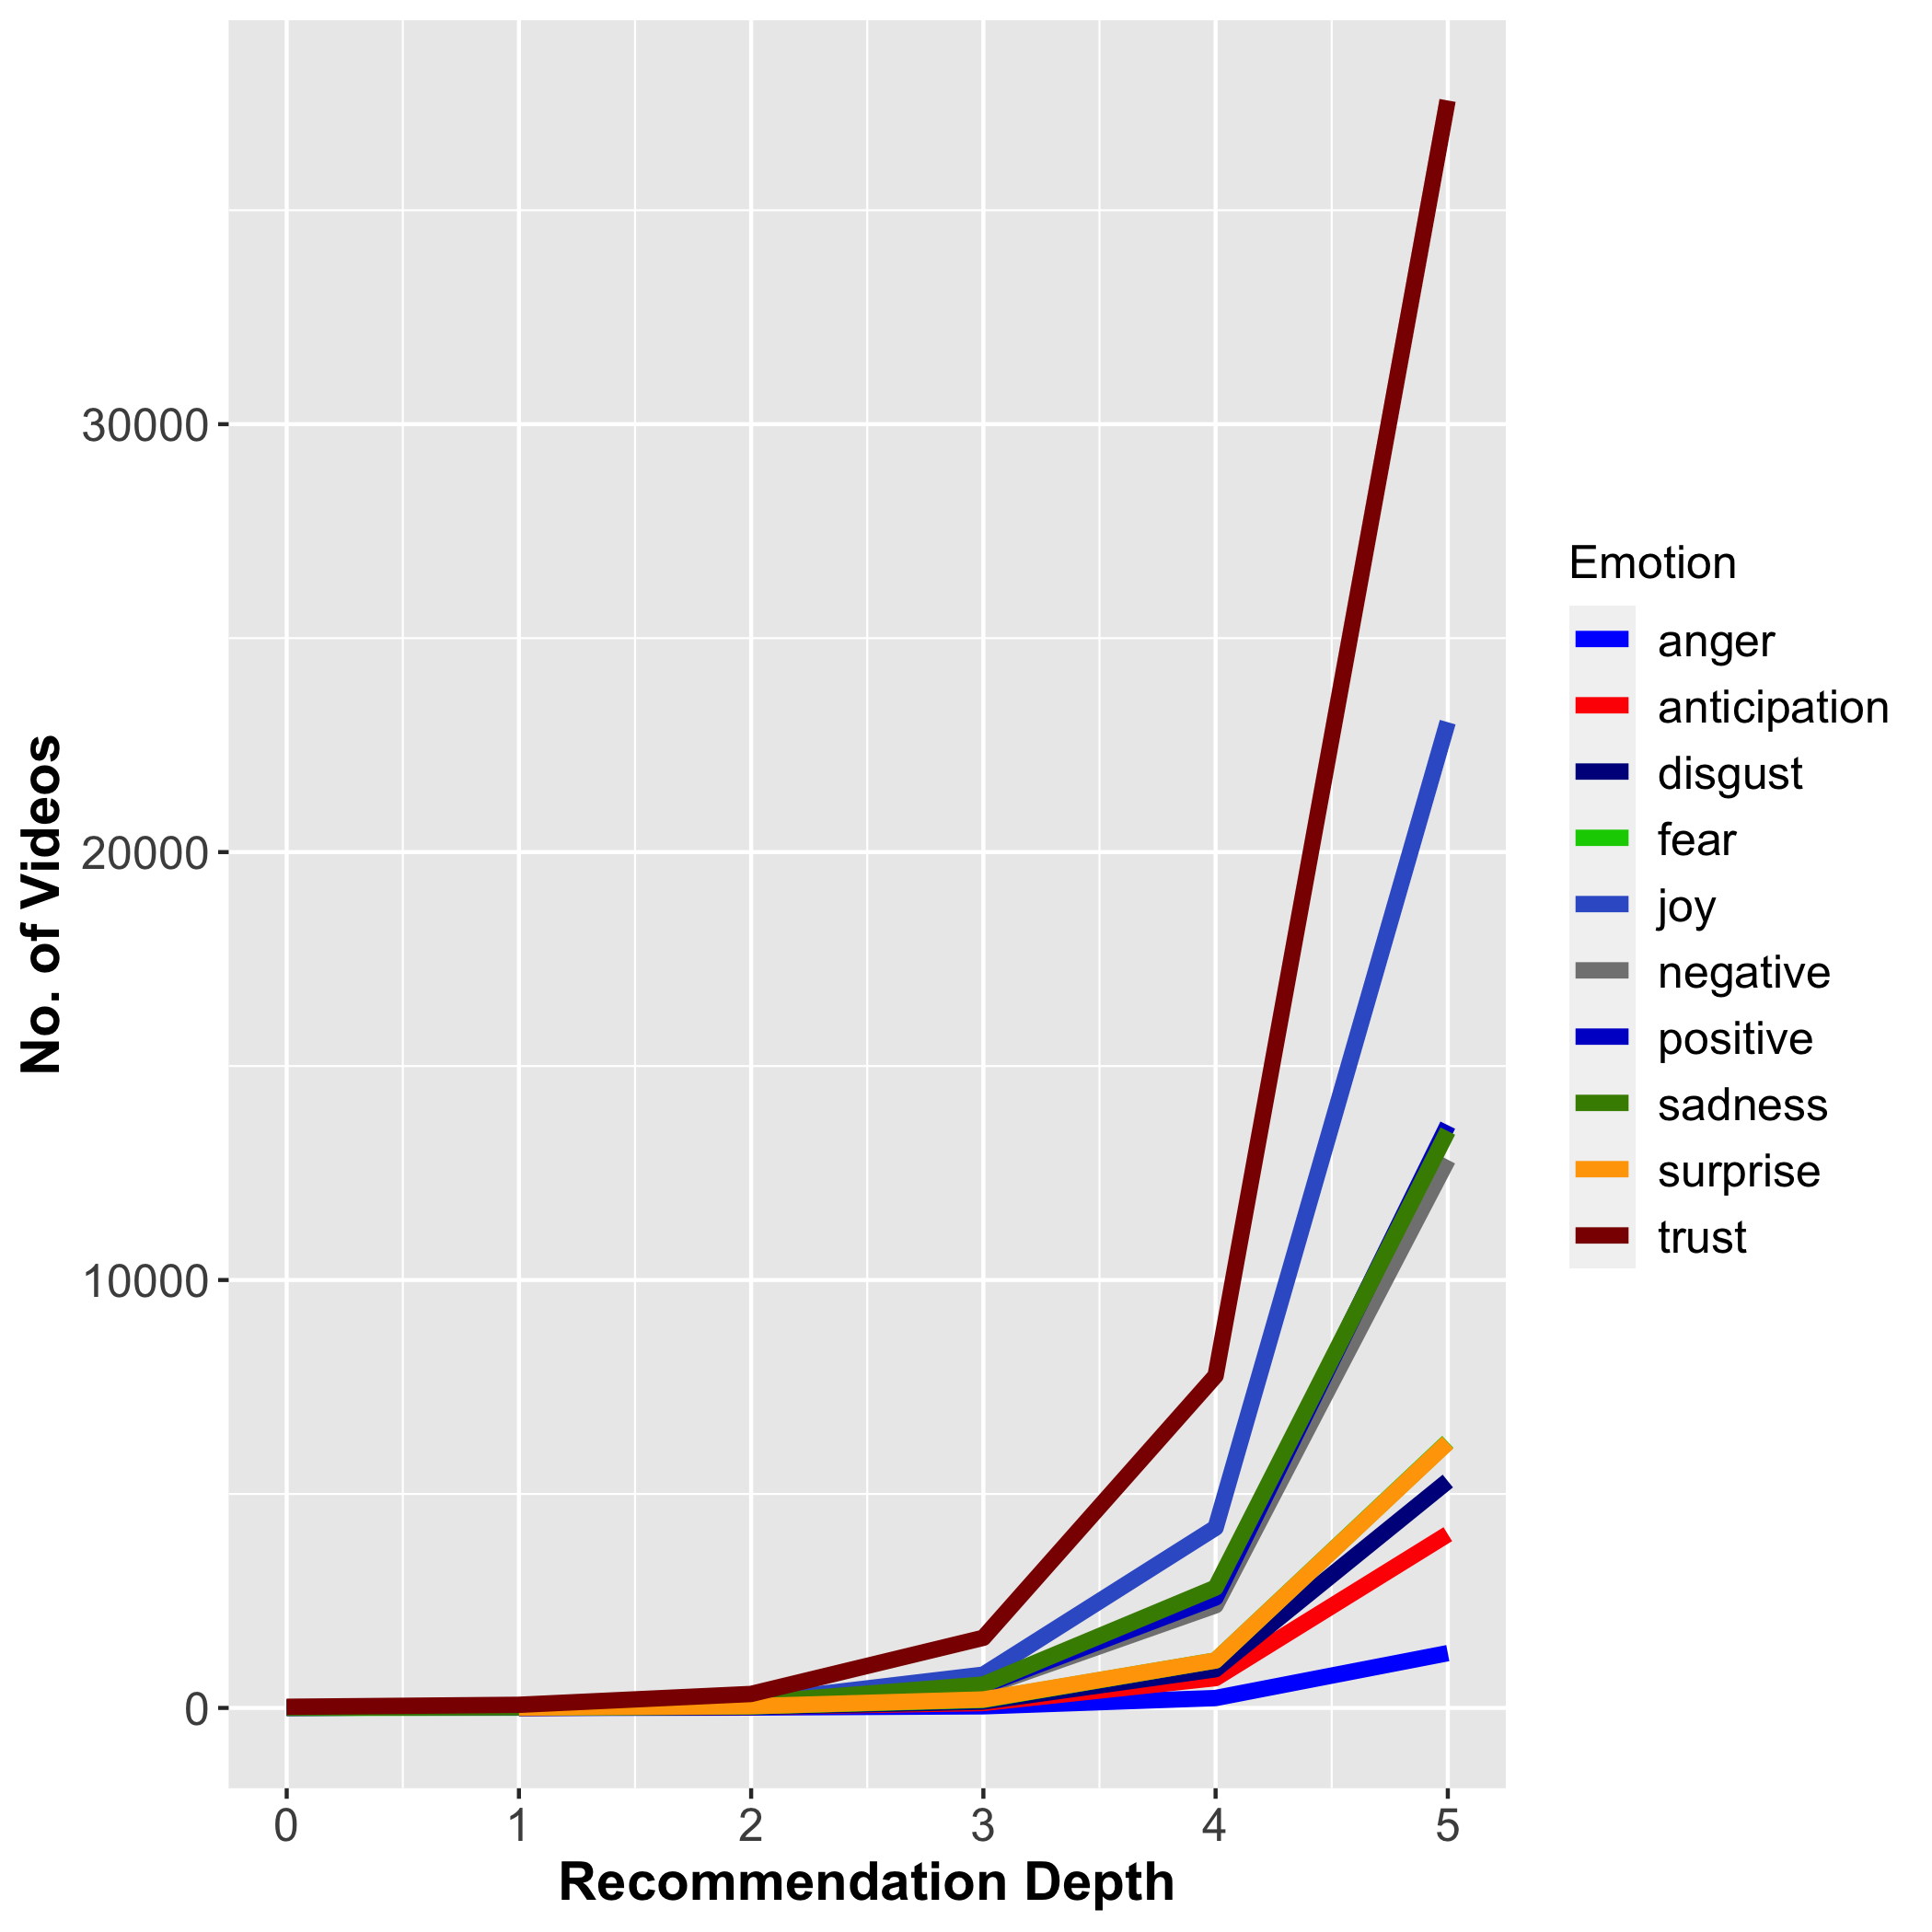 No. of Videos
30000
20000
10000
0
0 1 2 3 4 5
Recommendation Depth
Emotion
anger
anticipation
disgust
fear
joy
negative
positive
sadness
surprise
trust